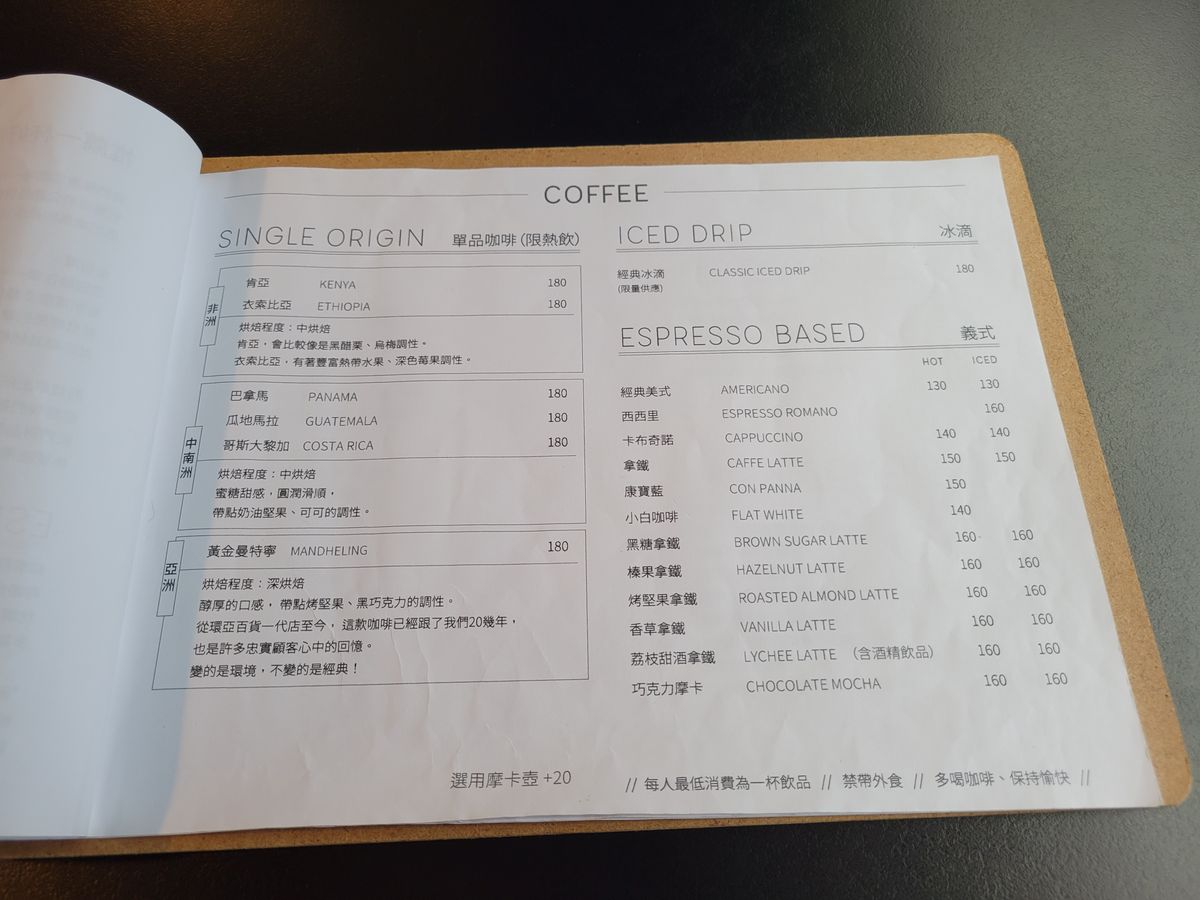 COFFEE
SINGLE ORIGIN 單品咖啡(限熱飲)
非洲
肯亞 KENYA 180
衣索比亞 ETHIOPIA 180
烘焙程度：中烘焙
肯亞，會比較像是黑醋栗、烏梅調性。
衣索比亞，有著豐富熱帶水果、深色莓果調性。
中南洲
巴拿馬 PANAMA 180
瓜地馬拉 GUATEMALA 180
哥斯大黎加 COSTA RICA 180
烘焙程度：中烘焙
蜜糖甜感，圓潤滑順，
帶點奶油堅果、可可的調性。
亞洲
黃金曼特寧 MANDHELING 180
烘焙程度：深烘焙
醇厚的口感， 帶點烤堅果、黑巧克力的調性。
從環亞百貨一代店至今， 這款咖啡已經跟了我們20幾年，
也是許多忠實顧客心中的回憶。
變的是環境，不變的是經典！
選用摩卡壺 +20
ICED DRIP 冰滴
經典冰滴 CLASSIC ICED DRIP 180
(限量供應)
ESPRESSO BASED 義式
HOT ICED
經典美式 AMERICANO 130 130
西西里 ESPRESSO ROMANO 160
卡布奇諾 CAPPUCCINO 140 140
拿鐵 CAFFE LATTE 150 150
康寶藍 CON PANNA 150
小白咖啡 FLAT WHITE 140
黑糖拿鐵 BROWN SUGAR LATTE 160 160
榛果拿鐵 HAZELNUT LATTE 160 160
烤堅果拿鐵 ROASTED ALMOND LATTE 160 160
香草拿鐵 VANILLA LATTE 160 160
荔枝甜酒拿鐵 LYCHEE LATTE （含酒精飲品） 160 160
巧克力摩卡 CHOCOLATE MOCHA 160 160
// 每人最低消費為一杯飲品 // 禁帶外食 // 多喝咖啡、保持愉快 //